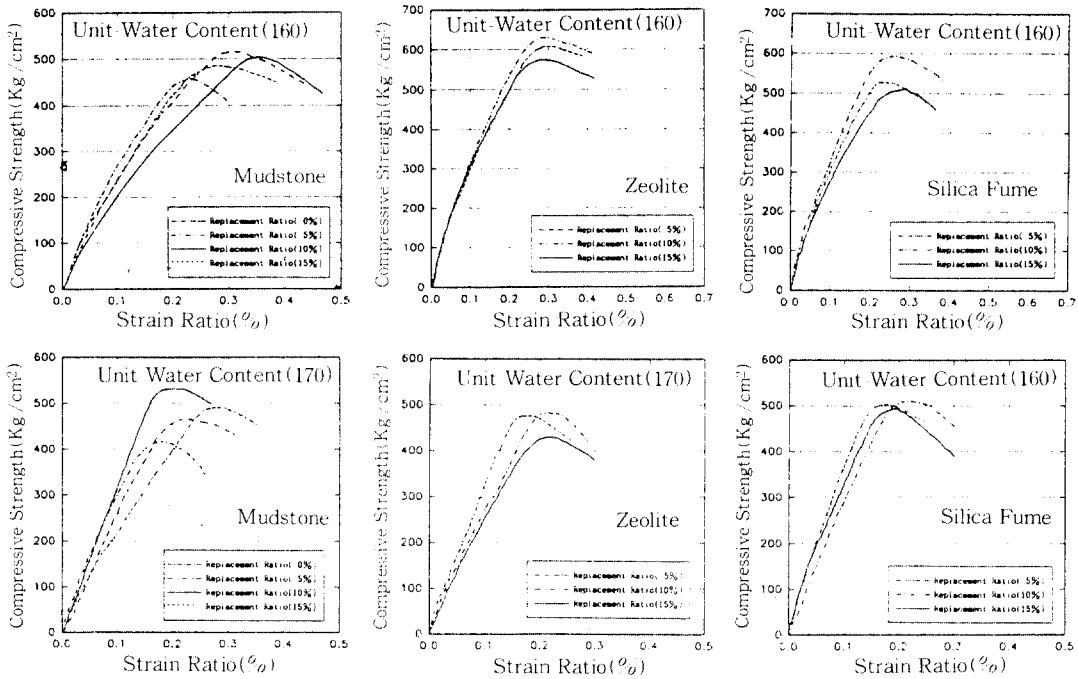 Unit-Water Content(160)
Compressive Strength(Kg/cm²)
700
600
500
400
300
200
100
0
Mudstone
Replacement Ratio( 0%)
Replacement Ratio( 5%)
Replacement Ratio(10%)
Replacement Ratio(15%)
0.0 0.1 0.2 0.3 0.4 0.5
Strain Ratio(%)
Unit Water Content(160)
Compressive Strength(Kg/cm²)
700
600
500
400
300
200
100
0
Zeolite
Replacement Ratio( 5%)
Replacement Ratio(10%)
Replacement Ratio(15%)
0.0 0.1 0.2 0.3 0.4 0.5 0.6 0.7
Strain Ratio(%)
Unit Water Content(160)
Compressive Strength(Kg/cm²)
700
600
500
400
300
200
100
0
Silica Fume
Replacement Ratio( 5%)
Replacement Ratio(10%)
Replacement Ratio(15%)
0.0 0.1 0.2 0.3 0.4 0.5 0.6 0.7
Strain Ratio(%)
Unit Water Content(170)
Compressive Strength(Kg/cm²)
600
500
400
300
200
100
0
Mudstone
Replacement Ratio( 0%)
Replacement Ratio( 5%)
Replacement Ratio(10%)
Replacement Ratio(15%)
0.0 0.1 0.2 0.3 0.4 0.5
Strain Ratio(%)
Unit Water Content(170)
Compressive Strength(Kg/cm²)
600
500
400
300
200
100
0
Zeolite
Replacement Ratio( 5%)
Replacement Ratio(10%)
Replacement Ratio(15%)
0.0 0.1 0.2 0.3 0.4 0.5
Strain Ratio(%)
Unit Water Content(160)
Compressive Strength(Kg/cm²)
600
500
400
300
200
100
0
Silica Fume
Replacement Ratio( 5%)
Replacement Ratio(10%)
Replacement Ratio(15%)
0.0 0.1 0.2 0.3 0.4 0.5
Strain Ratio(%)